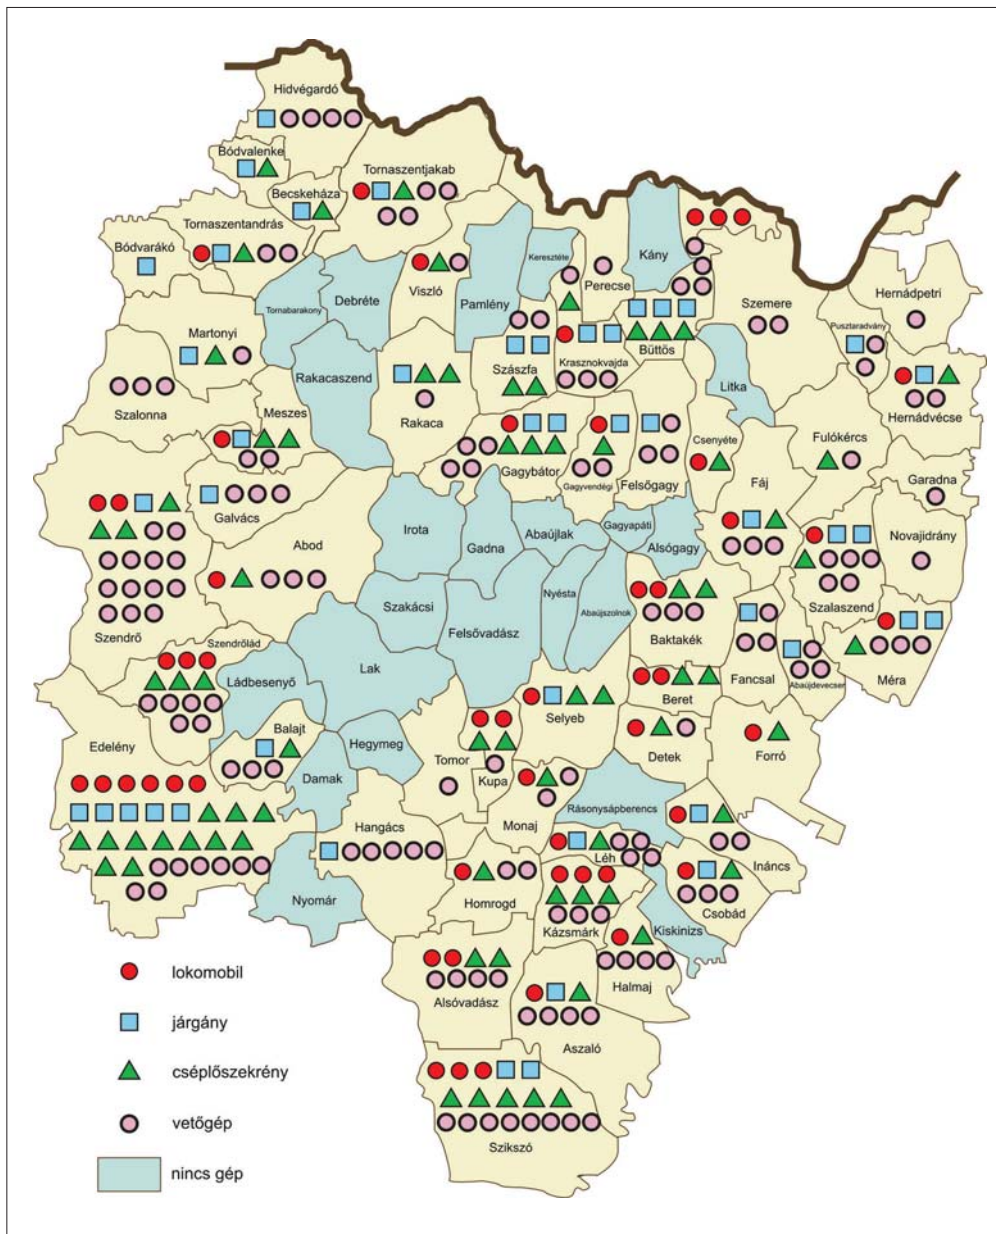 Hidvégardó
Bódvalenke
Tornaszentjakab
Becskeháza
Tornaszentandrás
Bódvarákó
Keresztéte
Kány
Perecse
Viszló
Pamlény
Debréte
Tornabarakony
Szemere
Hernádpetri
Pusztaradvány
Martonyi
Büttös
Krasznokvajda
Szászfa
Rakacaszend
Litka
Hernádvécse
Szalonna
Meszes
Rakaca
Csenyéte
Fulókércs
Gagybátor
Gagyvendégi
Felsőgagy
Fáj
Garadna
Galvács
Irota
Gadna
Abaújlak
Gagyapáti
Alsógagy
Novajidrány
Abod
Szakácsi
Nyésta
Abaújszolnok
Felsővadász
Szalaszend
Szendrő
Szendrőlád
Baktakék
Lak
Ládbesenyő
Fancsal
Abaújdevecser
Méra
Beret
Selyeb
Balajt
Hegymeg
Edelény
Tomor
Kupa
Detek
Forró
Damak
Rásonysápberencs
Hangács
Monaj
Léh
Ináncs
Nyomár
Homrogd
Kázsmárk
Csobád
Kiskinizs
Halmaj
Alsóvadász
Aszaló
Szikszó
lokomobil
járgány
cséplőszekrény
vetőgép
nincs gép